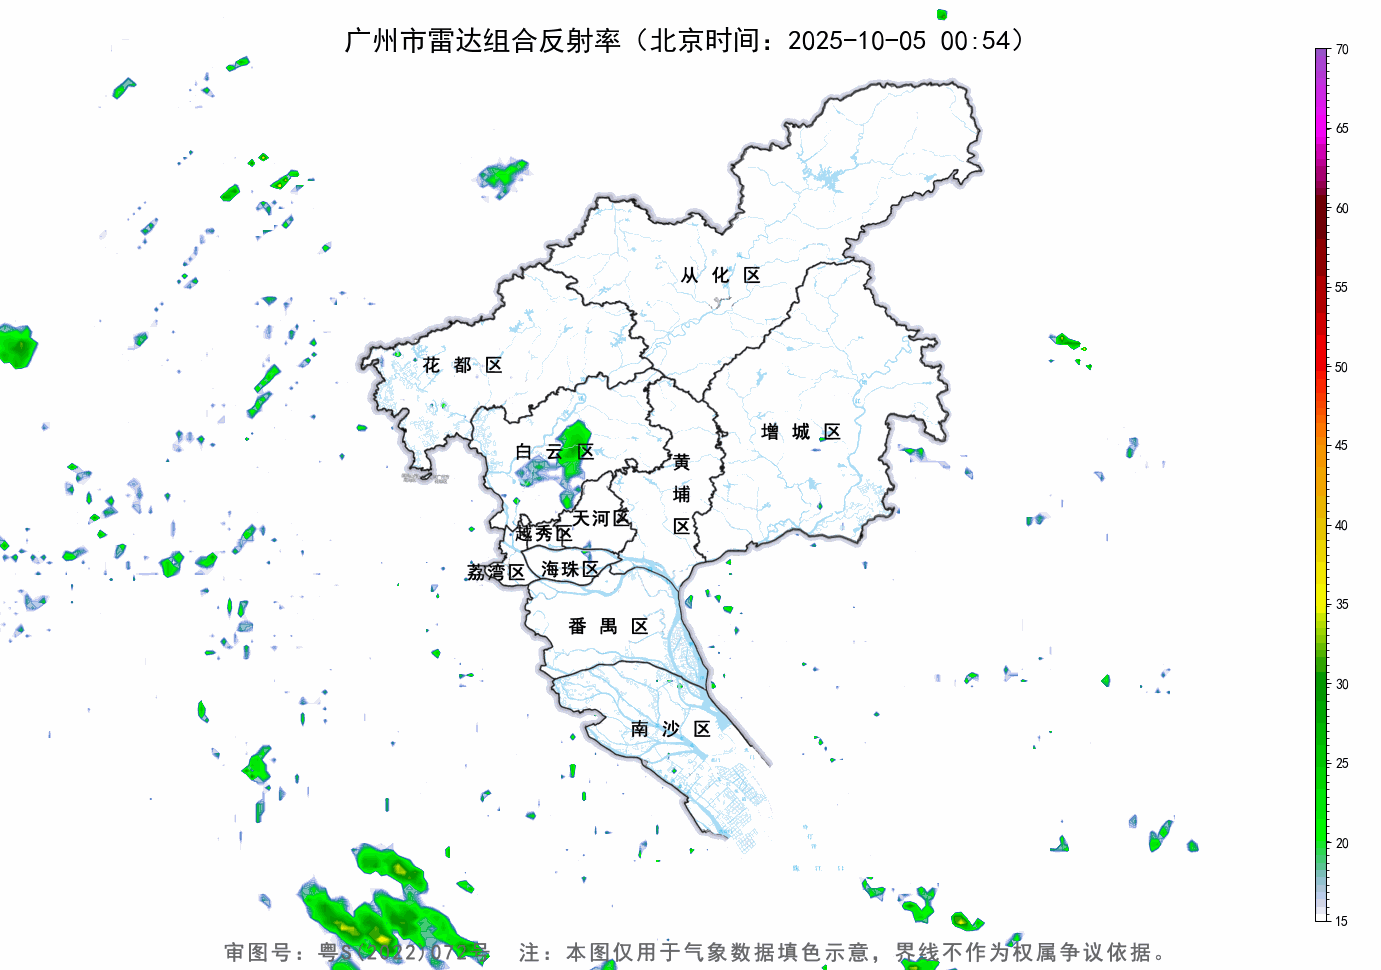 广州市雷达组合反射率（北京时间：2025-10-05 00:54）
70
65
60
55
50
45
40
35
30
25
20
15
从化区
花都区
增城区
白云区
黄埔区
天河区
越秀区
海珠区
荔湾区
番禺区
南沙区
审图号：粤S(2022)072号 注：本图仅用于气象数据填色示意，界线不作为权属争议依据。